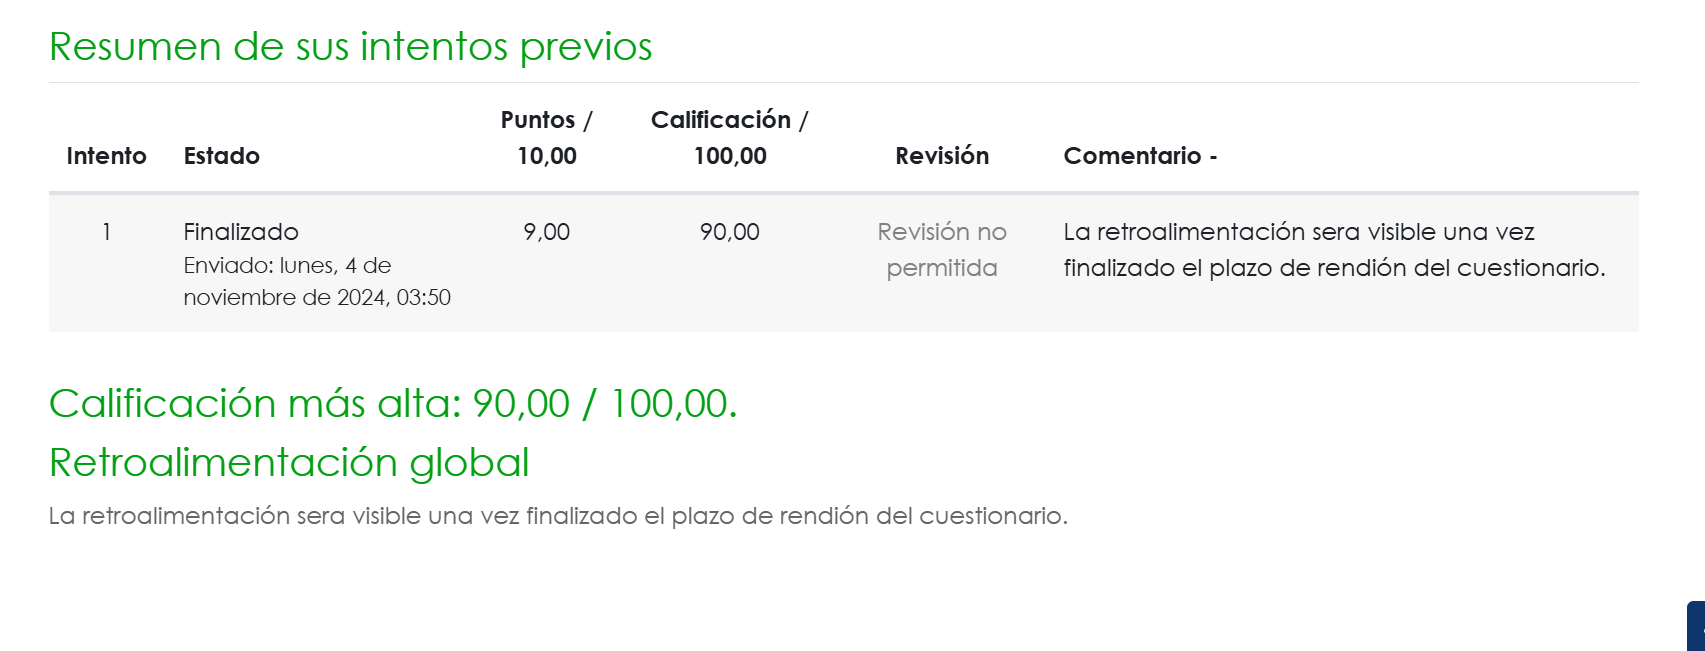 Resumen de sus intentos previos
Puntos / Calificación /
Intento Estado 10,00 100,00 Revisión Comentario -
1 Finalizado 9,00 90,00 Revisión no La retroalimentación sera visible una vez
Enviado: lunes, 4 de permitida finalizado el plazo de rendión del cuestionario.
noviembre de 2024, 03:50
Calificación más alta: 90,00 / 100,00.
Retroalimentación global
La retroalimentación sera visible una vez finalizado el plazo de rendión del cuestionario.